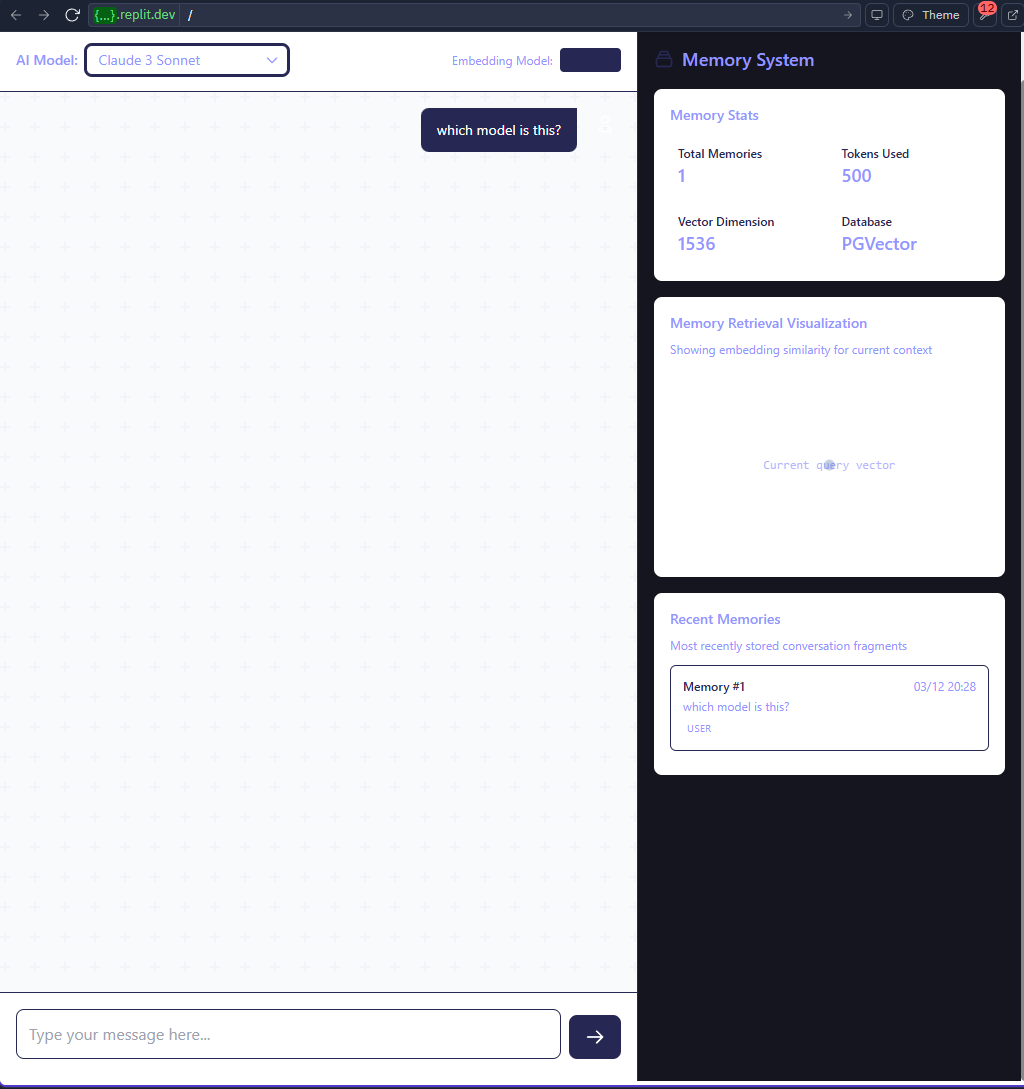 {...}.replit.dev /
Theme
12
AI Model: Claude 3 Sonnet
Embedding Model:
which model is this?
Type your message here...
Memory System
Memory Stats
Total Memories
1
Tokens Used
500
Vector Dimension
1536
Database
PGVector
Memory Retrieval Visualization
Showing embedding similarity for current context
Current query vector
Recent Memories
Most recently stored conversation fragments
Memory #1 03/12 20:28
which model is this?
USER